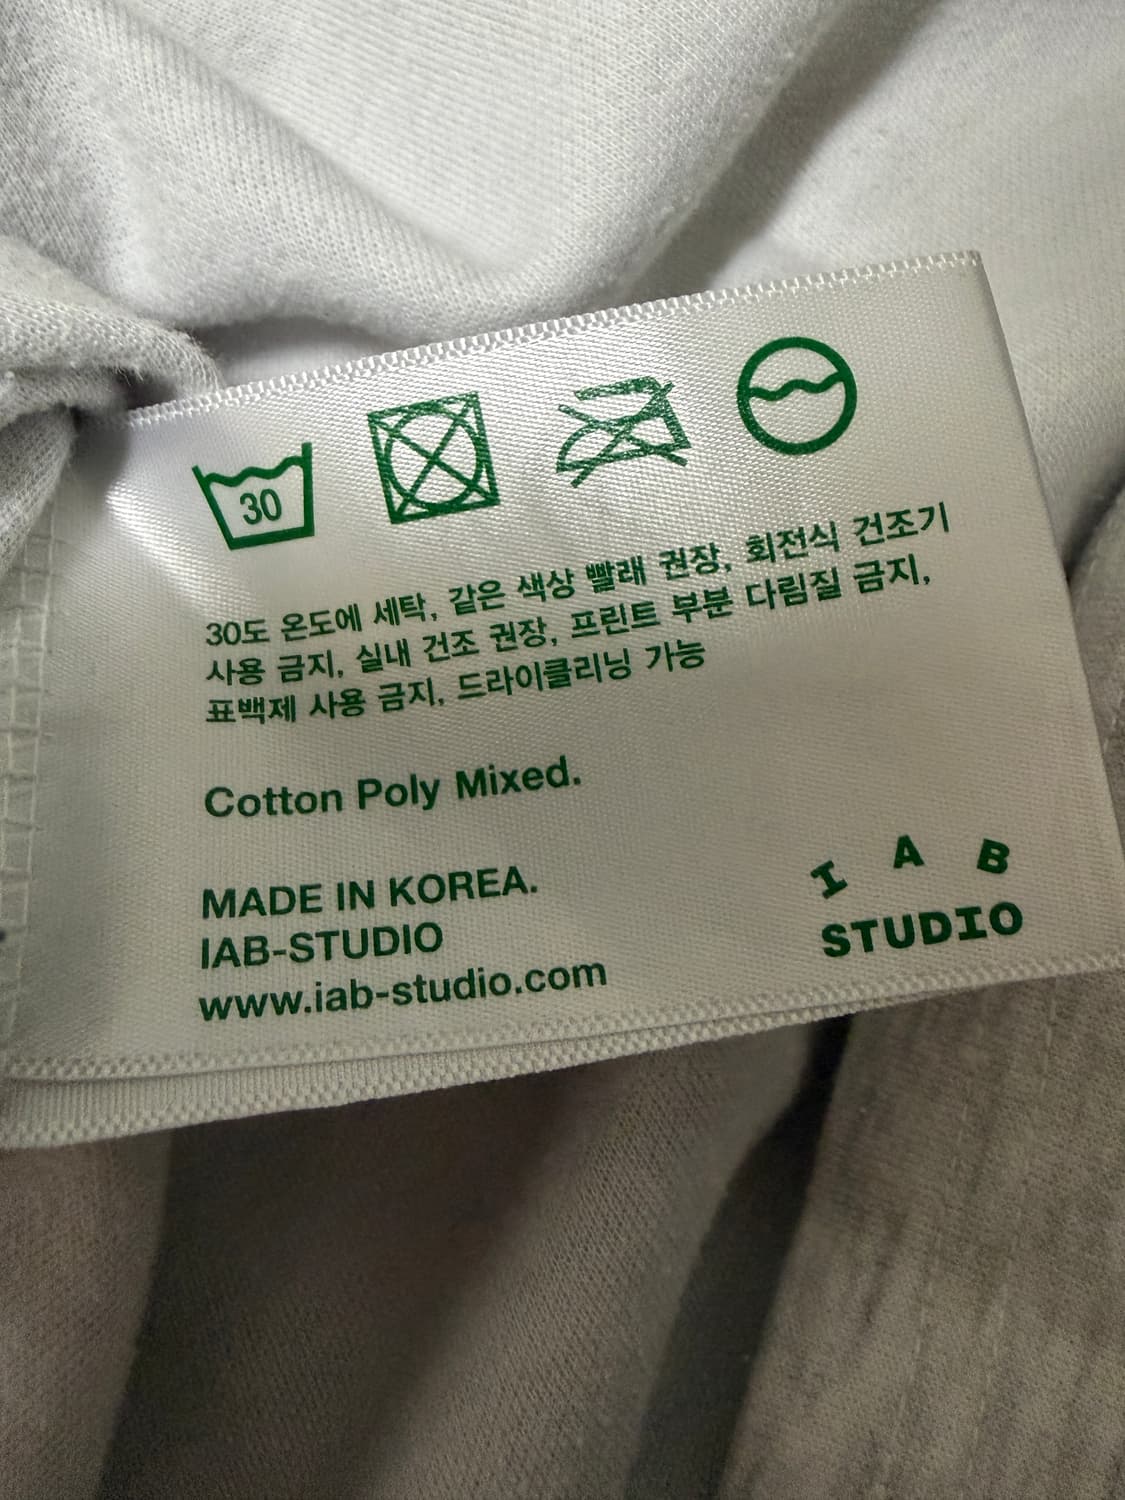 30
30도 온도에 세탁, 같은 색상 빨래 권장, 회전식 건조기
사용 금지, 실내 건조 권장, 프린트 부분 다림질 금지,
표백제 사용 금지, 드라이클리닝 가능
Cotton Poly Mixed.
MADE IN KOREA.
IAB-STUDIO
www.iab-studio.com
I A B
STUDIO